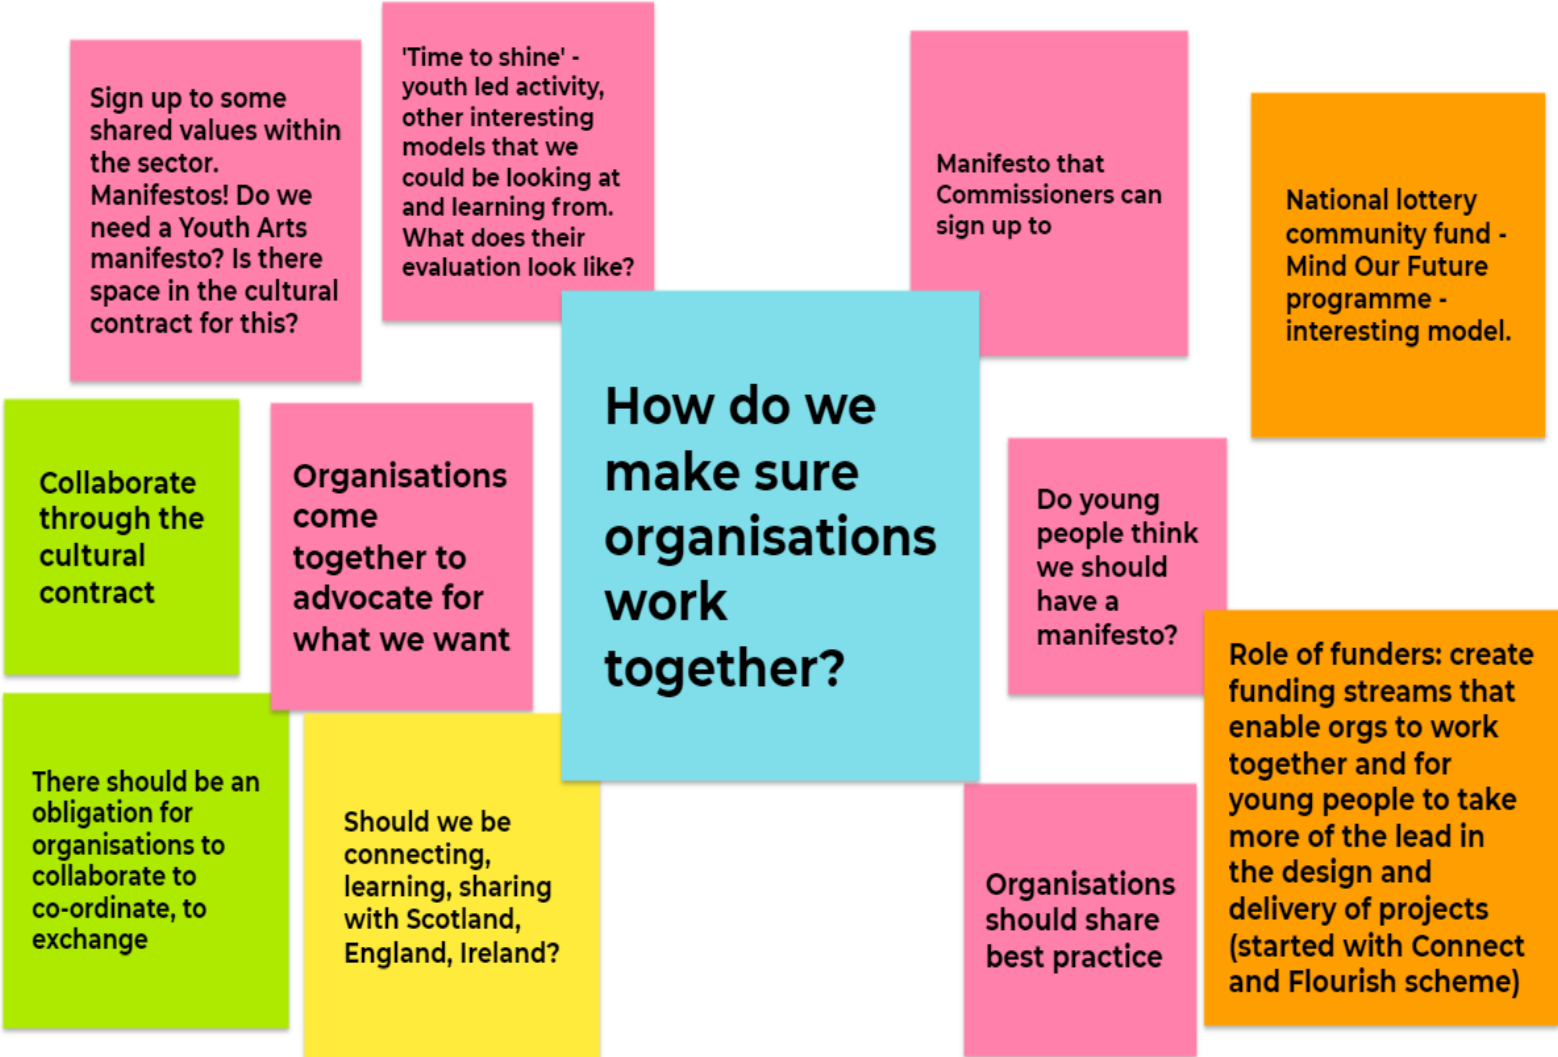 Sign up to some
shared values within
the sector.
Manifestos! Do we
need a Youth Arts
manifesto? Is there
space in the cultural
contract for this?
'Time to shine' -
youth led activity,
other interesting
models that we
could be looking at
and learning from.
What does their
evaluation look like?
Manifesto that
Commissioners can
sign up to
National lottery
community fund -
Mind Our Future
programme -
interesting model.
Collaborate
through the
cultural
contract
Organisations
come
together to
advocate for
what we want
How do we
make sure
organisations
work
together?
Do young
people think
we should
have a
manifesto?
Role of funders: create
funding streams that
enable orgs to work
together and for
young people to take
more of the lead in
the design and
delivery of projects
(started with Connect
and Flourish scheme)
There should be an
obligation for
organisations to
collaborate to
co-ordinate, to
exchange
Should we be
connecting,
learning, sharing
with Scotland,
England, Ireland?
Organisations
should share
best practice